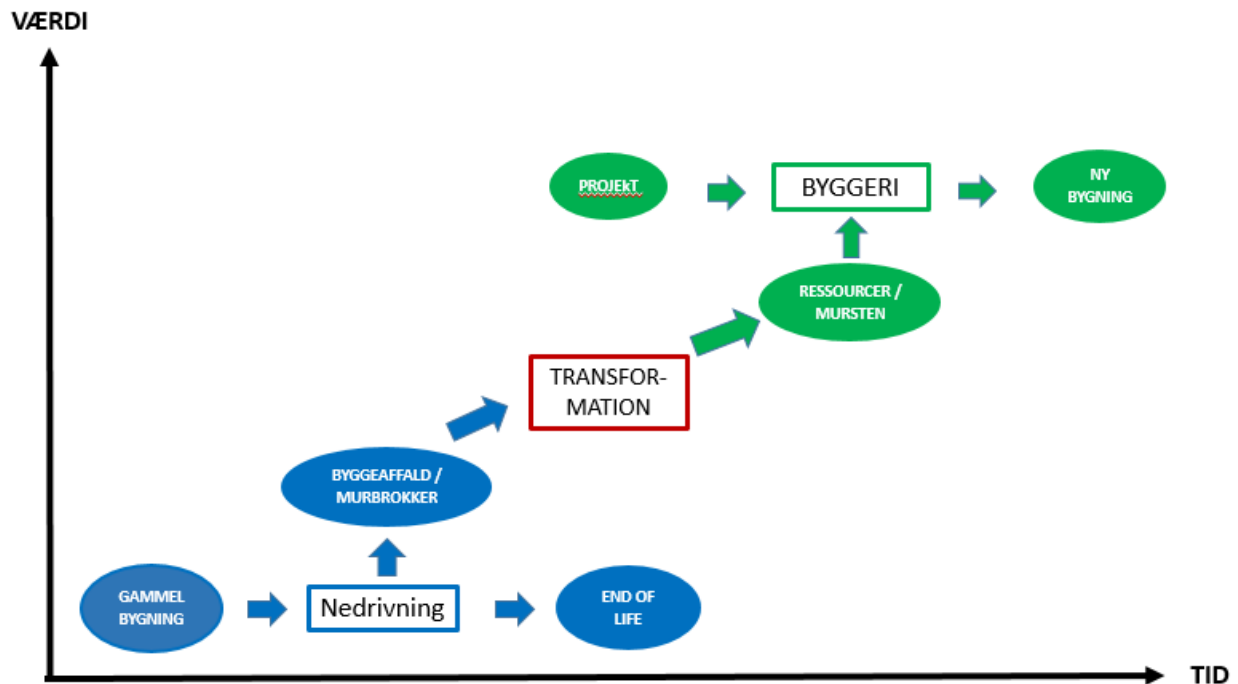 VÆRDI
PROJEkT
BYGGERI
NY
BYGNING
RESSOURCER /
MURSTEN
TRANSFOR-
MATION
BYGGEAFFALD /
MURBROKKER
GAMMEL
BYGNING
Nedrivning
END OF
LIFE
TID